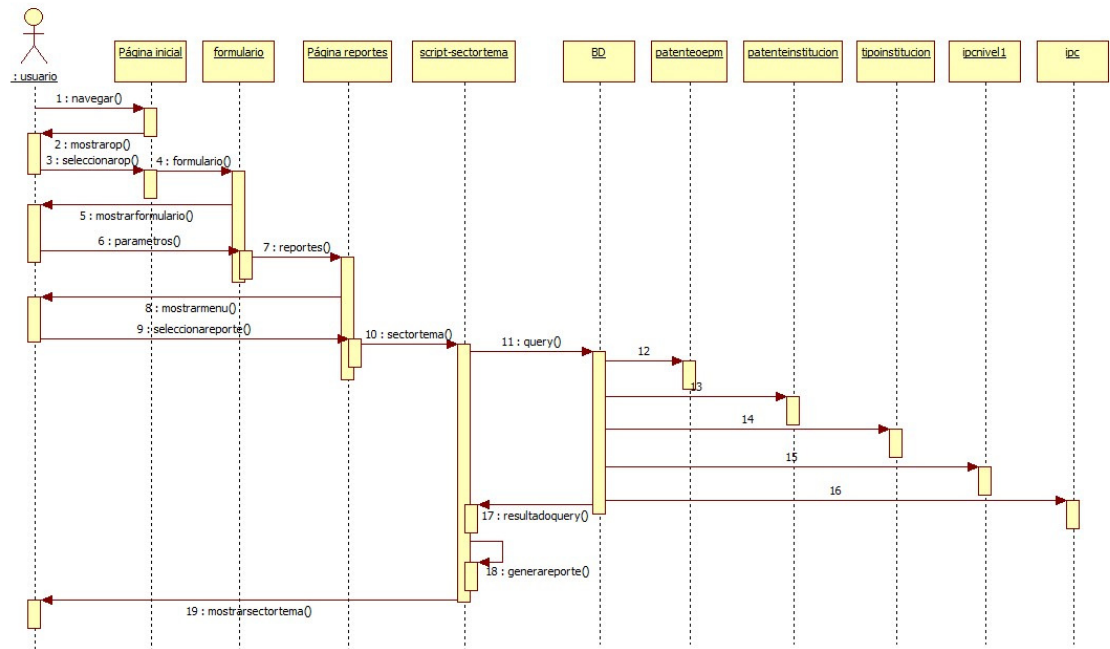 : usuario
Página inicial
formulario
Página reportes
script-sectortema
BD
patenteoepm
patenteinstitucion
tipoinstitucion
ipcnivel1
ipc
1 : navegar()
2 : mostrarop()
3 : seleccionarop()
4 : formulario()
5 : mostrarformulario()
6 : parametros()
7 : reportes()
8 : mostrarmenu()
9 : seleccionareporte()
10 : sectortema()
11 : query()
12
13
14
15
16
17 : resultadoquery()
18 : generareporte()
19 : mostrarsectortema()